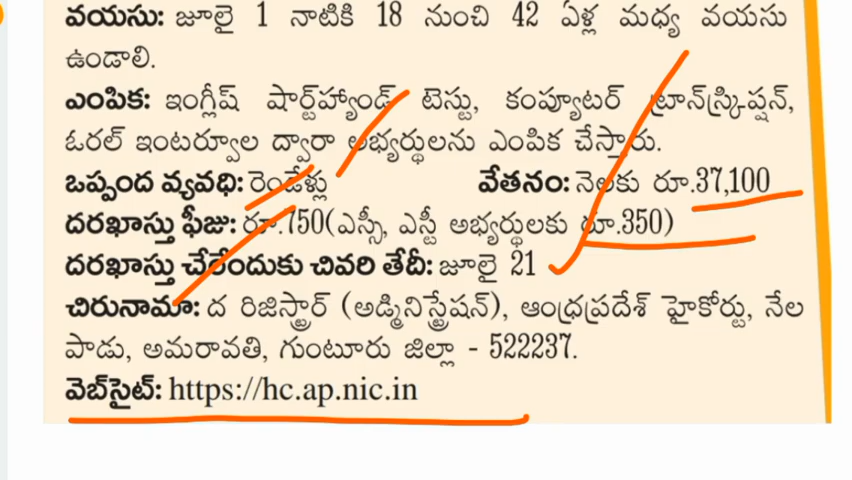 వయసు: జూలై 1 నాటికి 18 నుంచి 42 ఏళ్ల మధ్య వయసు
ఉండాలి.
ఎంపిక: ఇంగ్లీష్ షార్ట్‌హ్యాండ్ టెస్టు, కంప్యూటర్ ట్రాన్‌స్క్రిప్షన్,
ఓరల్ ఇంటర్వ్యూల ద్వారా అభ్యర్థులను ఎంపిక చేస్తారు.
ఒప్పంద వ్యవధి: రెండేళ్లు వేతనం: నెలకు రూ.37,100
దరఖాస్తు ఫీజు: రూ.750(ఎస్సీ, ఎస్టీ అభ్యర్థులకు రూ.350)
దరఖాస్తు చేసేందుకు చివరి తేదీ: జూలై 21
చిరునామా: ద రిజిస్ట్రార్ (అడ్మినిస్ట్రేషన్), ఆంధ్రప్రదేశ్ హైకోర్టు, నేల
పాడు, అమరావతి, గుంటూరు జిల్లా - 522237.
వెబ్‌సైట్: https://hc.ap.nic.in